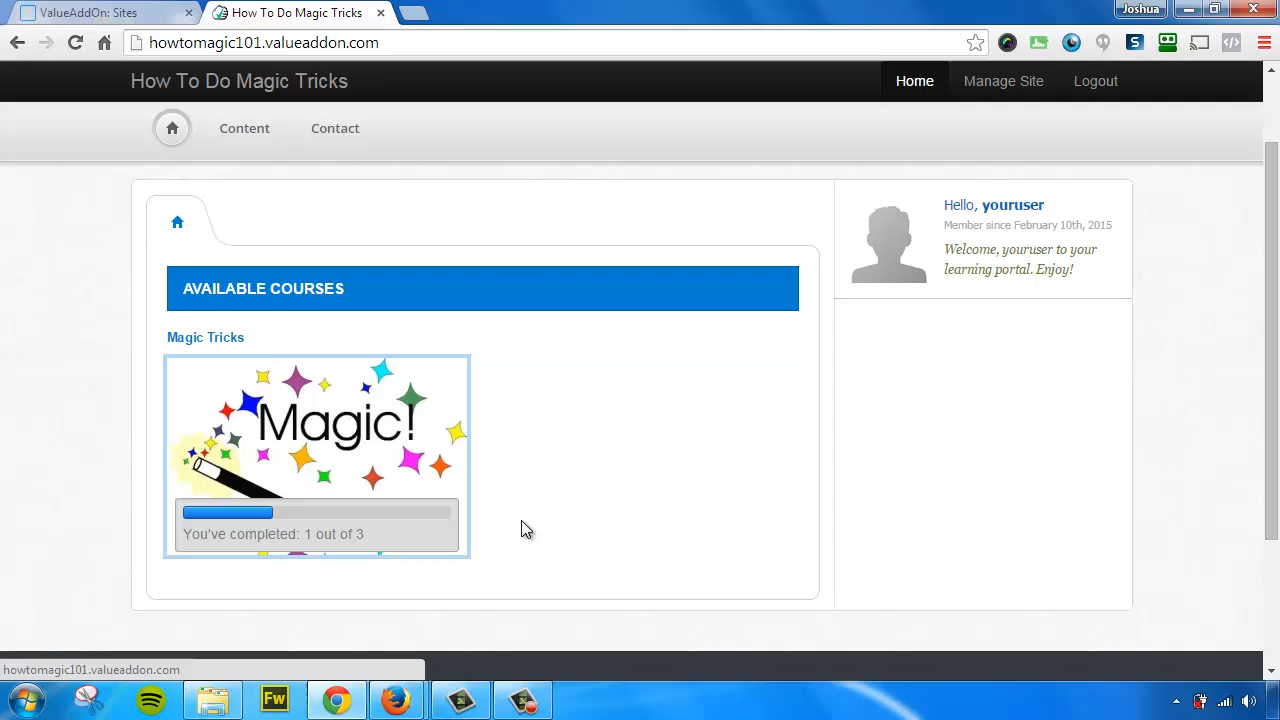 ValueAddOn: Sites
How To Do Magic Tricks
Joshua
howtomagic101.valueaddon.com
How To Do Magic Tricks
Home
Manage Site
Logout
Content
Contact
Hello, youruser
Member since February 10th, 2015
Welcome, youruser to your
learning portal. Enjoy!
AVAILABLE COURSES
Magic Tricks
Magic!
You've completed: 1 out of 3
howtomagic101.valueaddon.com
Fw